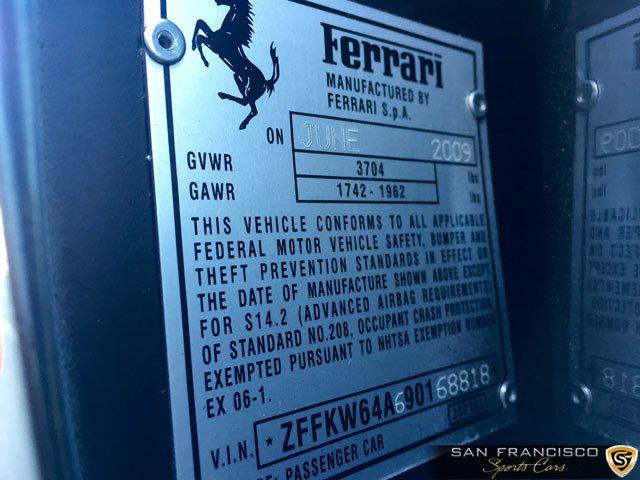 Ferrari
MANUFACTURED BY
FERRARI S.p.A.
ON JUNE 2009
GVWR 3704 lbs
GAWR 1742 - 1962 lbs
THIS VEHICLE CONFORMS TO ALL APPLICABLE
FEDERAL MOTOR VEHICLE SAFETY, BUMPER AND
THEFT PREVENTION STANDARDS IN EFFECT ON
THE DATE OF MANUFACTURE SHOWN ABOVE EXCEPT
FOR S14.2 (ADVANCED AIRBAG REQUIREMENTS)
OF STANDARD NO.208, OCCUPANT CRASH PROTECTION,
EXEMPTED PURSUANT TO NHTSA EXEMPTION NUMBER
EX 06-1.
V.I.N. * ZFFKW64A690168818
PASSENGER CAR
SAN FRANCISCO
Sports Cars